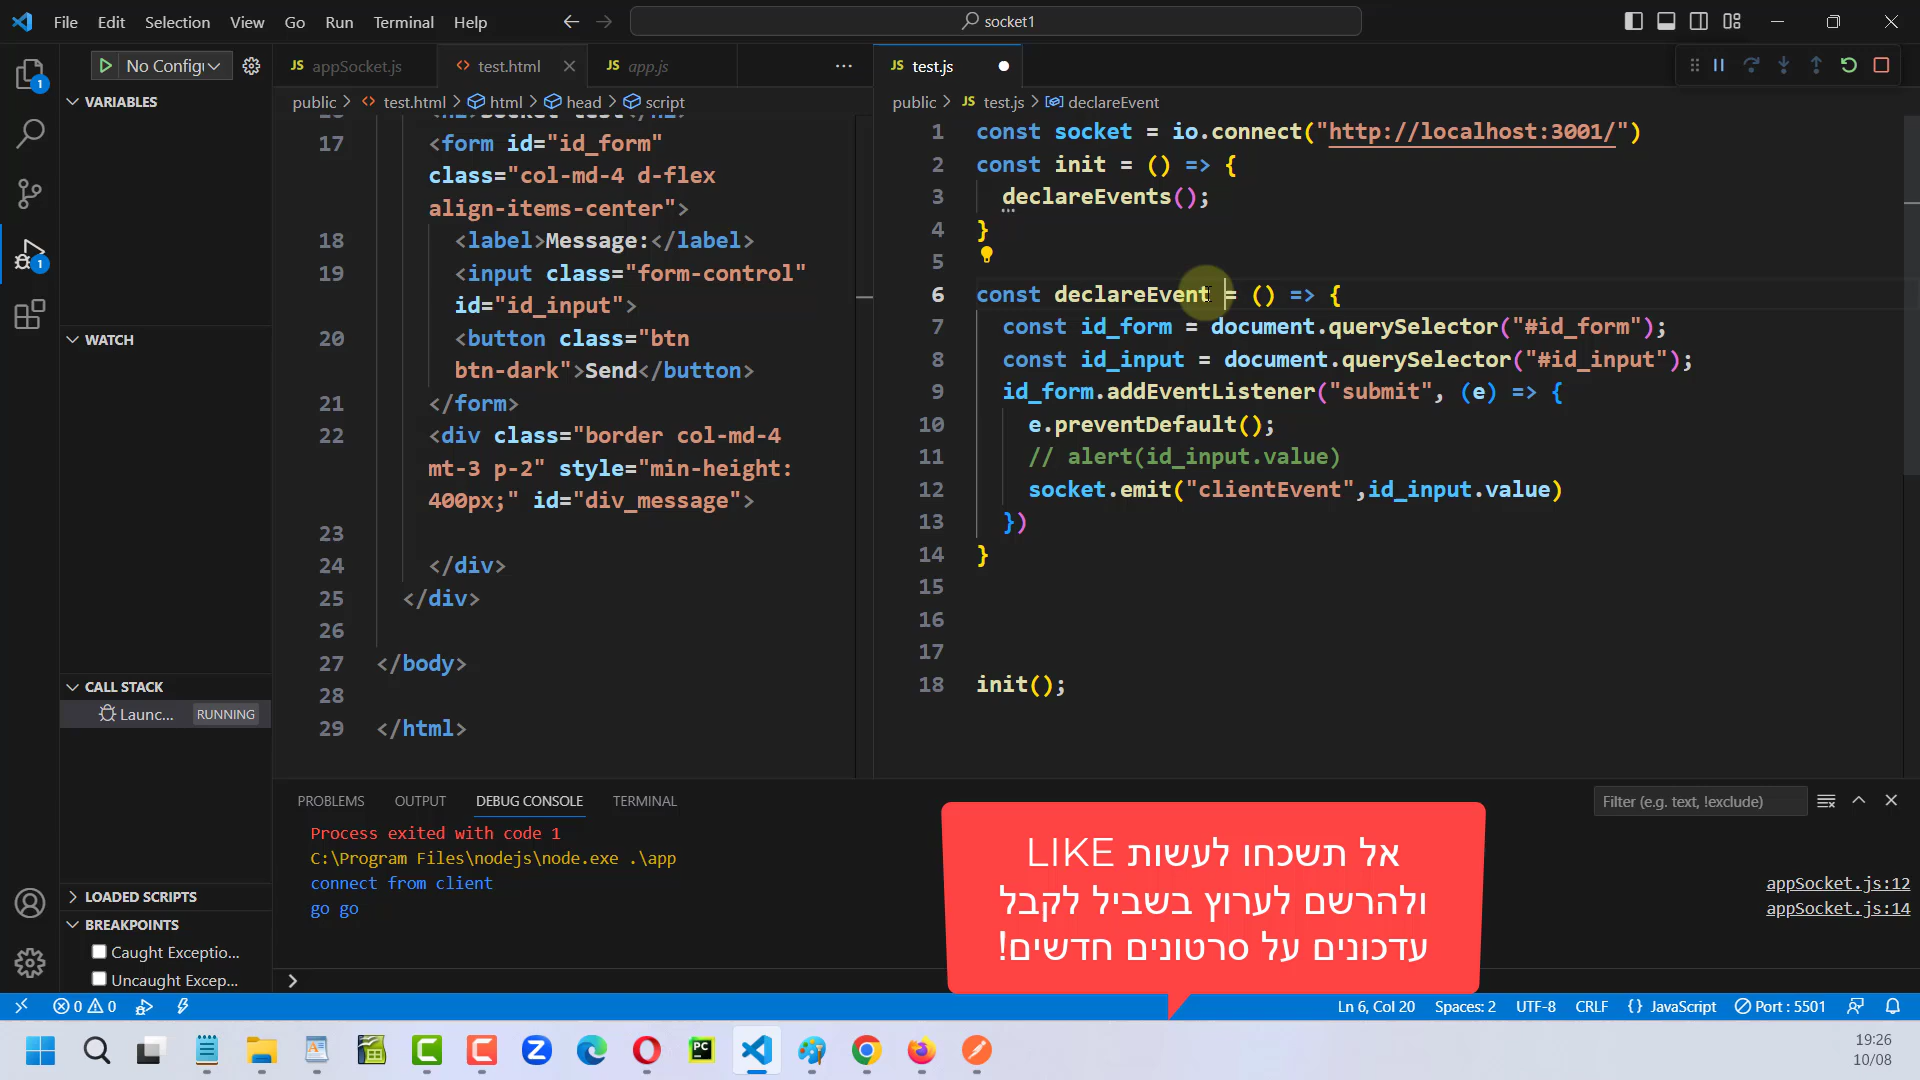 File Edit Selection View Go Run Terminal Help
socket1
No Config
VARIABLES
WATCH
CALL STACK
Launc... RUNNING
LOADED SCRIPTS
BREAKPOINTS
Caught Exceptio...
Uncaught Excep...
JS appSocket.js
<> test.html
JS app.js
public > <> test.html > html > head > script
17 <form id="id_form"
class="col-md-4 d-flex
align-items-center">
18 <label>Message:</label>
19 <input class="form-control"
id="id_input">
20 <button class="btn
btn-dark">Send</button>
21 </form>
22 <div class="border col-md-4
mt-3 p-2" style="min-height:
400px;" id="div_message">
23
24 </div>
25 </div>
26
27 </body>
28
29 </html>
JS test.js
public > JS test.js > declareEvent
1 const socket = io.connect("http://localhost:3001/")
2 const init = () => {
3 declareEvents();
4 }
5
6 const declareEvent = () => {
7 const id_form = document.querySelector("#id_form");
8 const id_input = document.querySelector("#id_input");
9 id_form.addEventListener("submit", (e) => {
10 e.preventDefault();
11 // alert(id_input.value)
12 socket.emit("clientEvent",id_input.value)
13 })
14 }
15
16
17
18 init();
PROBLEMS OUTPUT DEBUG CONSOLE TERMINAL
Filter (e.g. text, !exclude)
Process exited with code 1
C:\Program Files\nodejs\node.exe .\app
connect from client
appSocket.js:12
go go
appSocket.js:14
אל תשכחו לעשות LIKE
ולהרשם לערוץ בשביל לקבל
עדכונים על סרטונים חדשים!
0 0
Ln 6, Col 20 Spaces: 2 UTF-8 CRLF {} JavaScript Port : 5501
19:26
10/08